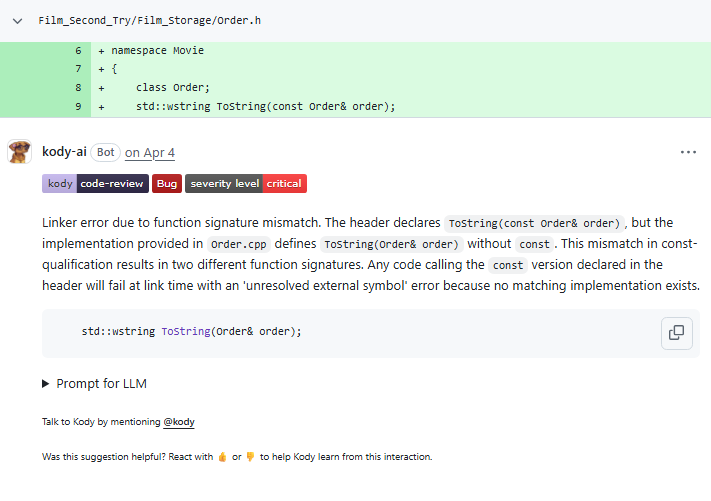 Film_Second_Try/Film_Storage/Order.h
6 + namespace Movie
7 + {
8 + class Order;
9 + std::wstring ToString(const Order& order);
kody-ai Bot on Apr 4
kody code-review Bug severity level critical
Linker error due to function signature mismatch. The header declares ToString(const Order& order), but the
implementation provided in Order.cpp defines ToString(Order& order) without const. This mismatch in const-
qualification results in two different function signatures. Any code calling the const version declared in the
header will fail at link time with an 'unresolved external symbol' error because no matching implementation exists.
std::wstring ToString(Order& order);
Prompt for LLM
Talk to Kody by mentioning @kody
Was this suggestion helpful? React with 👍 or 👎 to help Kody learn from this interaction.